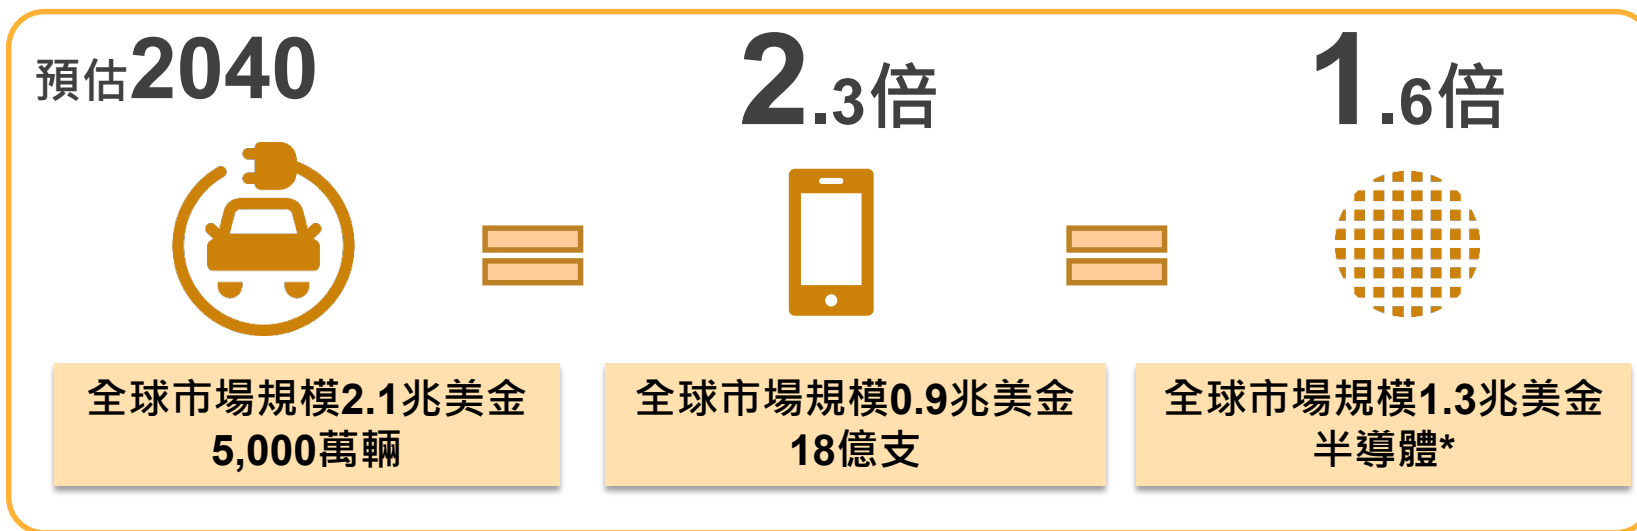 預估2040
2.3倍
1.6倍
全球市場規模2.1兆美金
5,000萬輛
全球市場規模0.9兆美金
18億支
全球市場規模1.3兆美金
半導體*